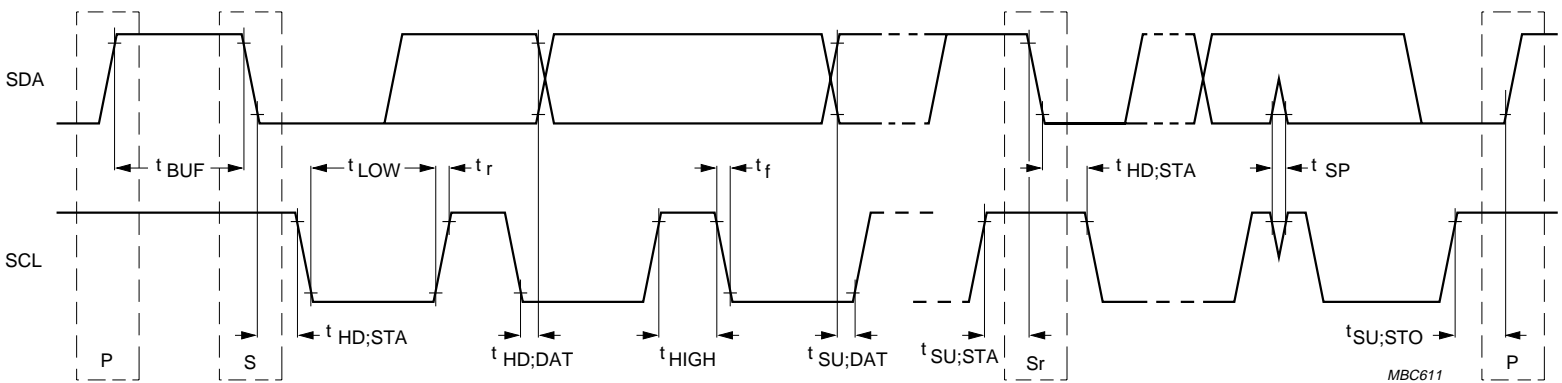 SDA
t BUF
t LOW
t r
t f
t HD;STA
t SP
SCL
t HD;STA
t HD;DAT
t HIGH
t SU;DAT
t SU;STA
t SU;STO
P
S
Sr
P
MBC611